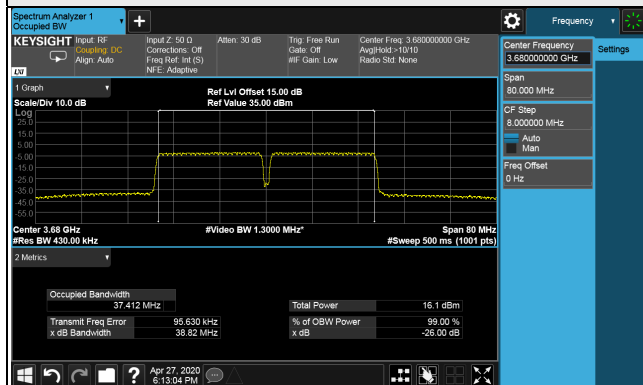 Spectrum Analyzer 1
Occupied BW
Frequency
KEYSIGHT
Input: RF
Coupling: DC
Align: Auto
Input Z: 50 Ω
Corrections: Off
Freq Ref: Int (S)
NFE: Adaptive
Atten: 30 dB
Trig: Free Run
Gate: Off
#IF Gain: Low
Center Freq: 3.680000000 GHz
Avg|Hold:>10/10
Radio Std: None
LXI
Center Frequency
3.680000000 GHz
Settings
Span
80.000 MHz
CF Step
8.000000 MHz
Auto
Man
Freq Offset
0 Hz
1 Graph
Scale/Div 10.0 dB
Ref Lvl Offset 15.00 dB
Ref Value 35.00 dBm
Log
25.0
15.0
5.00
-5.00
-15.0
-25.0
-35.0
-45.0
-55.0
Center 3.68 GHz
#Video BW 1.3000 MHz*
Span 80 MHz
#Res BW 430.00 kHz
#Sweep 500 ms (1001 pts)
2 Metrics
Occupied Bandwidth
37.412 MHz
Total Power 16.1 dBm
Transmit Freq Error 95.630 kHz
% of OBW Power 99.00 %
x dB Bandwidth 38.82 MHz
x dB -26.00 dB
?
Apr 27, 2020
6:13:04 PM